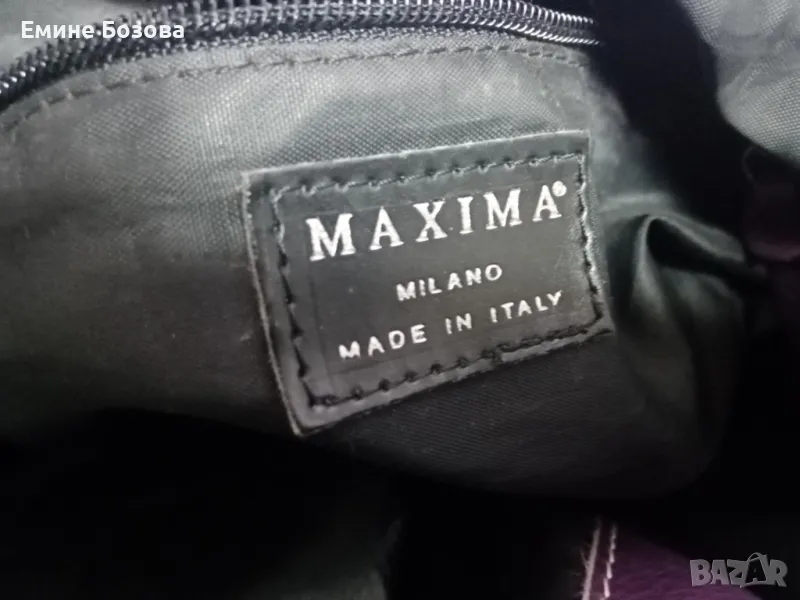 Емине Бозова
MAXIMA®
MILANO
MADE IN ITALY
BAZAR